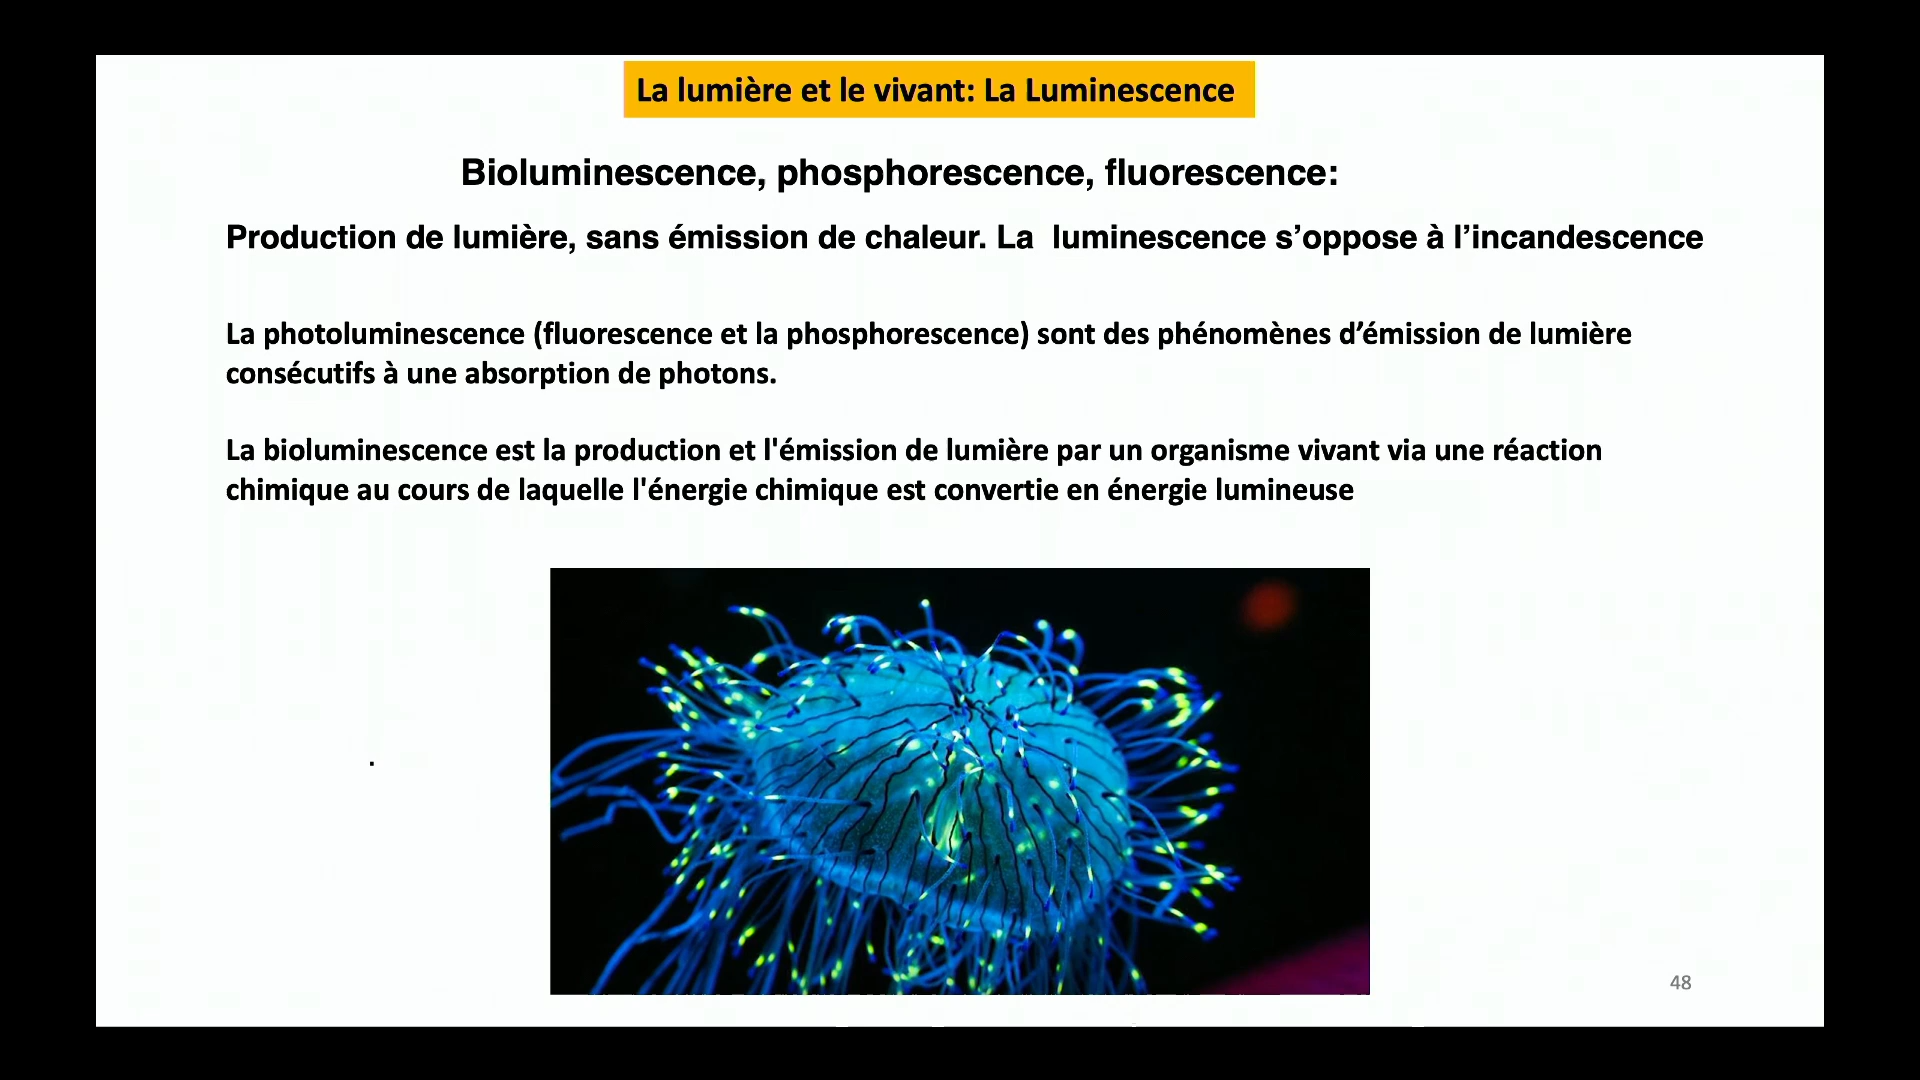 La lumière et le vivant: La Luminescence
Bioluminescence, phosphorescence, fluorescence:
Production de lumière, sans émission de chaleur. La  luminescence s’oppose à l’incandescence
La photoluminescence (fluorescence et la phosphorescence) sont des phénomènes d’émission de lumière
consécutifs à une absorption de photons.
La bioluminescence est la production et l'émission de lumière par un organisme vivant via une réaction
chimique au cours de laquelle l'énergie chimique est convertie en énergie lumineuse
.
48